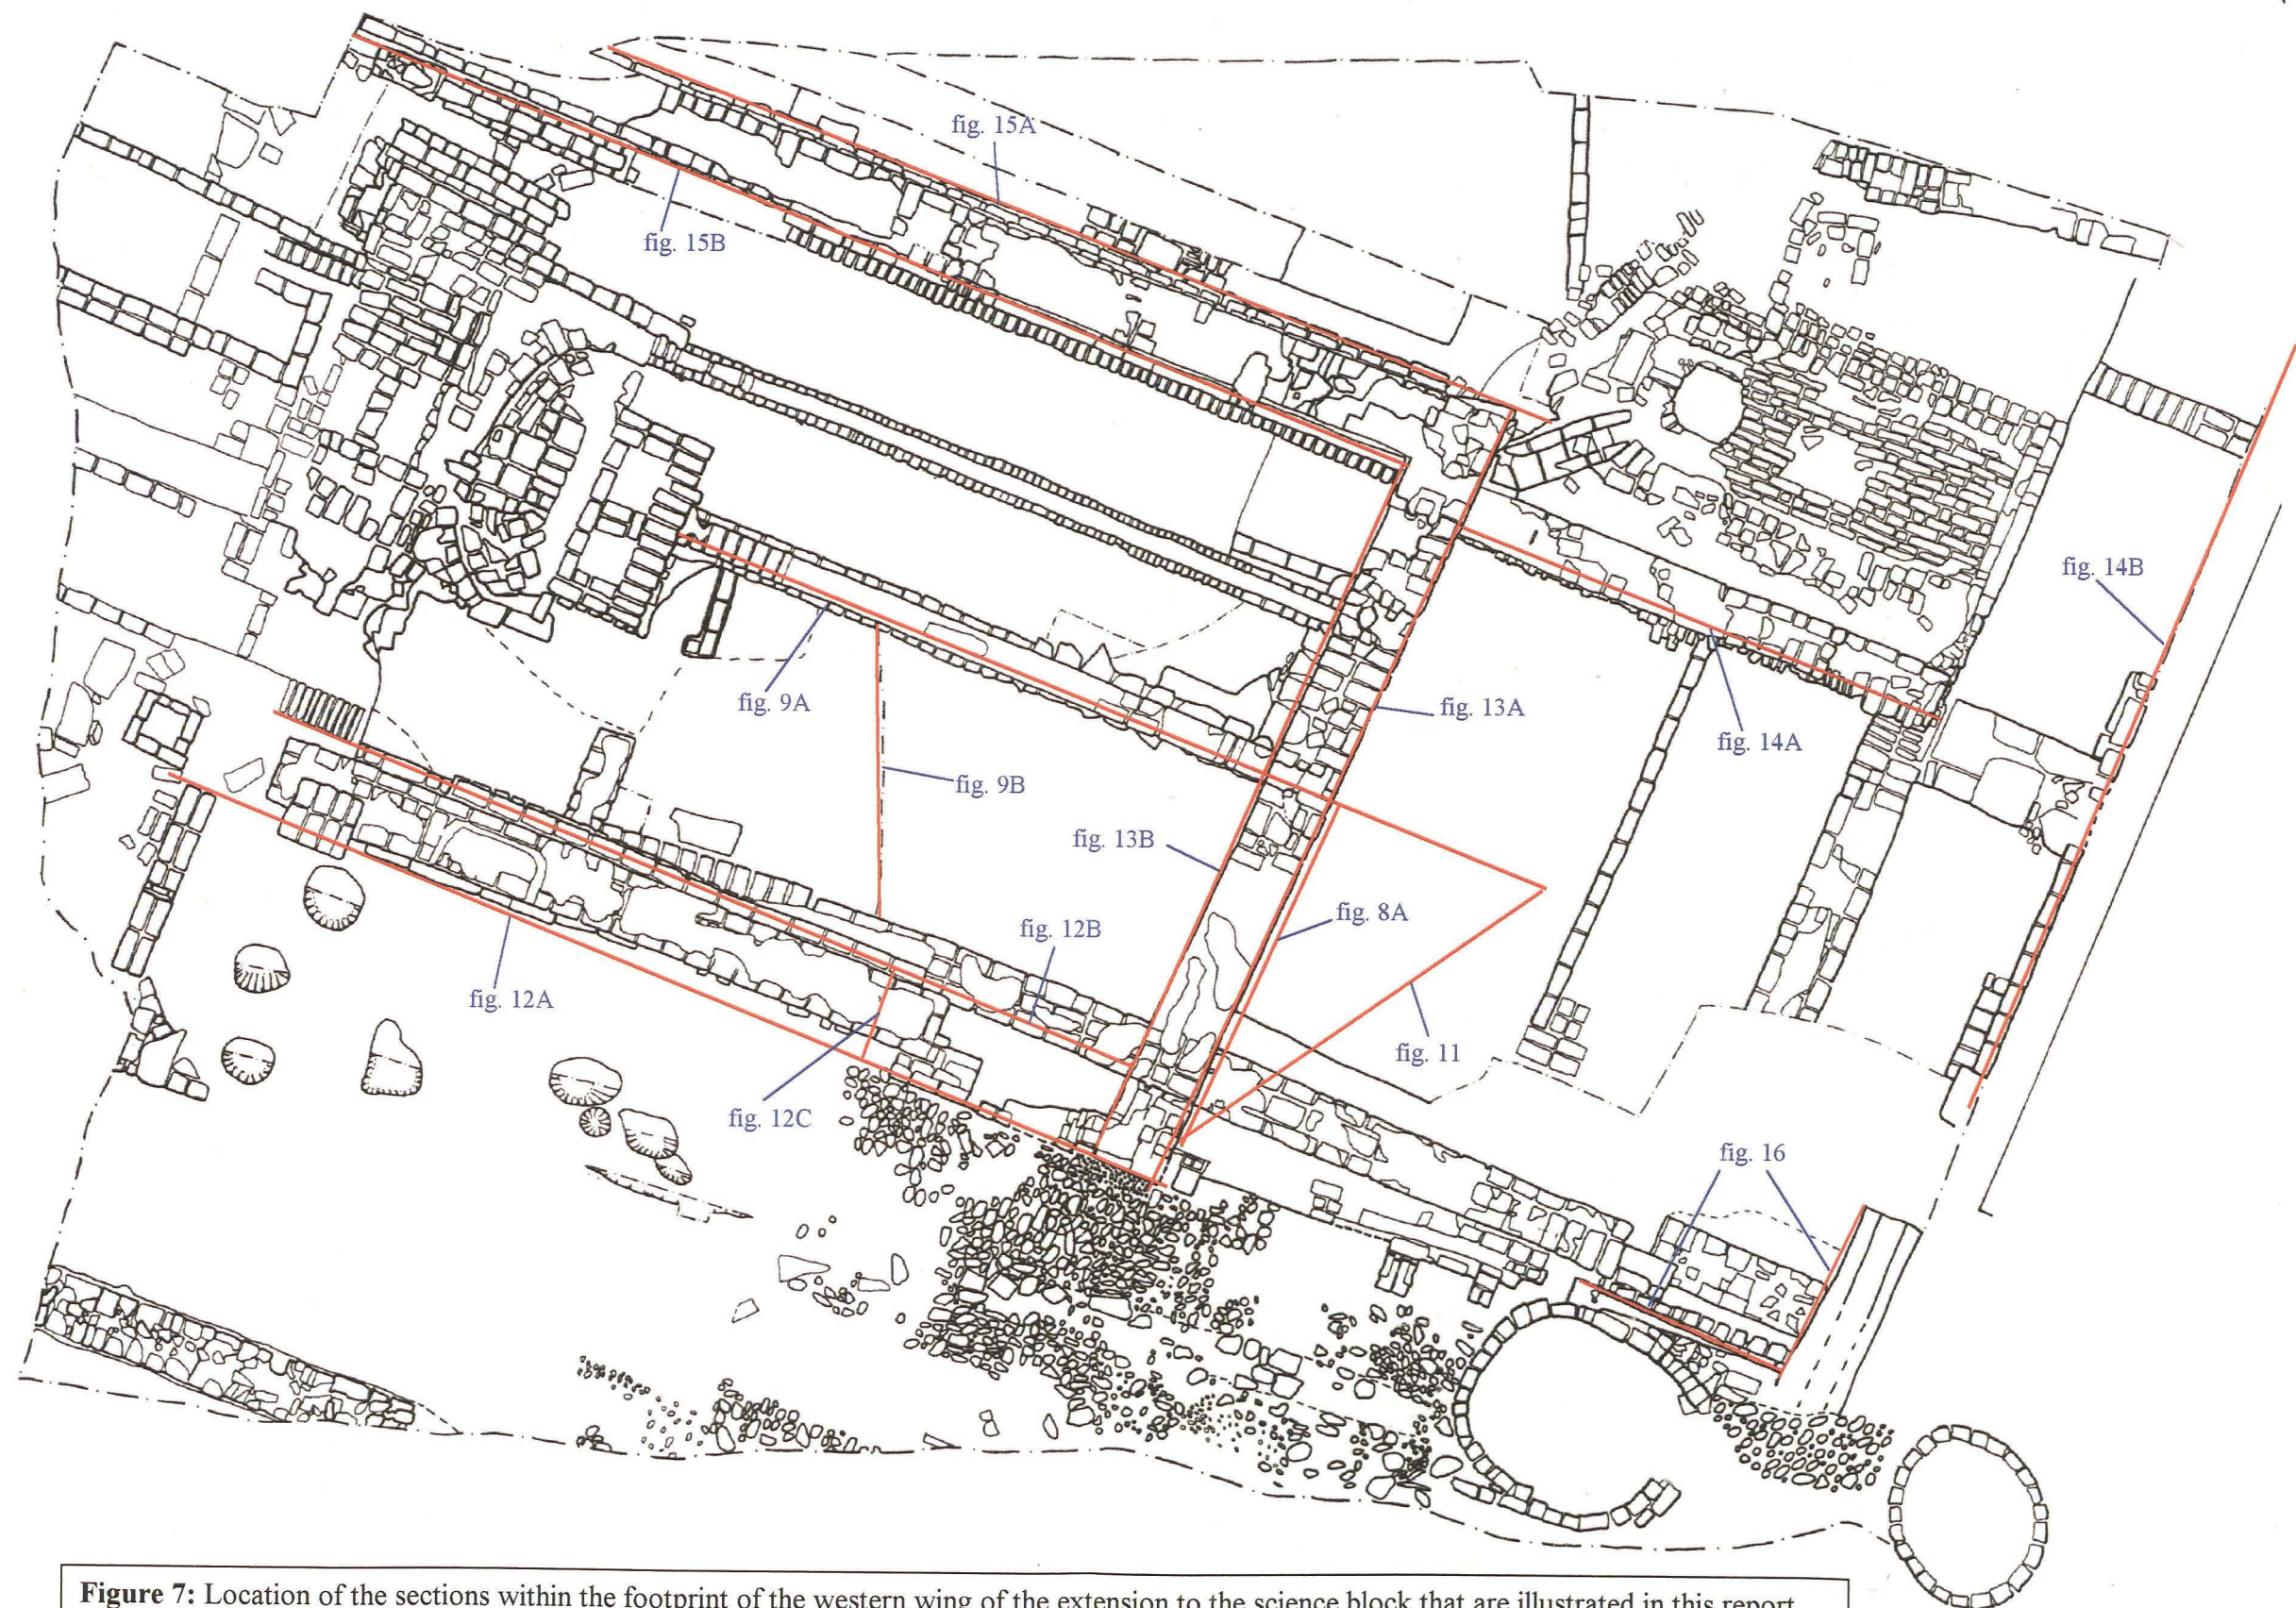 fig. 15A
fig. 15B
fig. 14B
fig. 9A
fig. 13A
fig. 14A
fig. 9B
fig. 13B
fig. 8A
fig. 12B
fig. 12A
fig. 11
fig. 12C
fig. 16
Figure 7: Location of the sections within the footprint of the western wing of the extension to the science block that are illustrated in this report